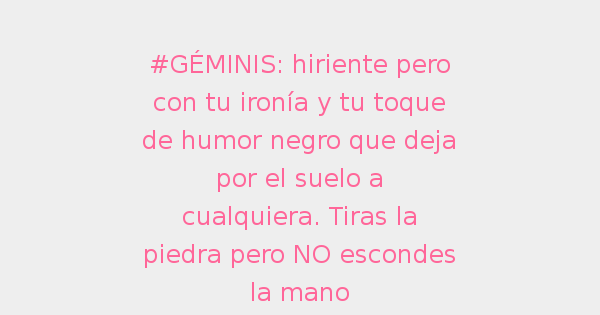 #GÉMINIS: hiriente pero
con tu ironía y tu toque
de humor negro que deja
por el suelo a
cualquiera. Tiras la
piedra pero NO escondes
la mano